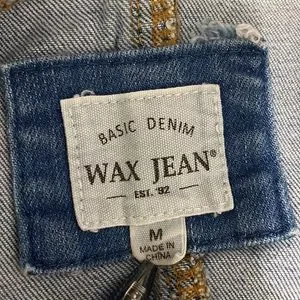 BASIC DENIM
WAX JEAN®
EST. '92
M
MADE IN
CHINA